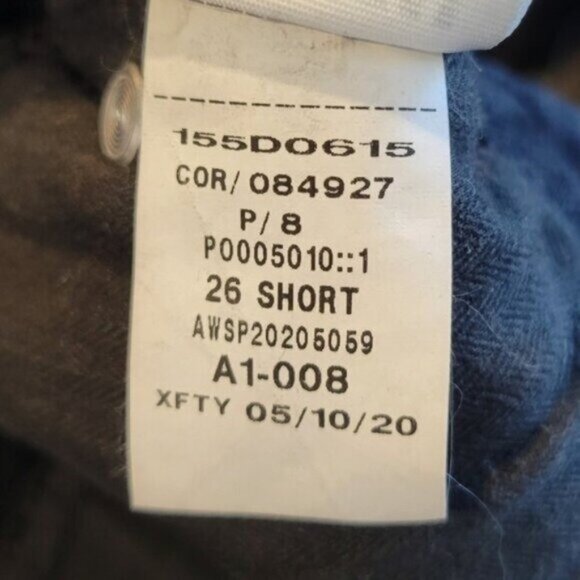 155D0615
COR/084927
P/8
P0005010::1
26 SHORT
AWSP20205059
A1-008
XFTY 05/10/20